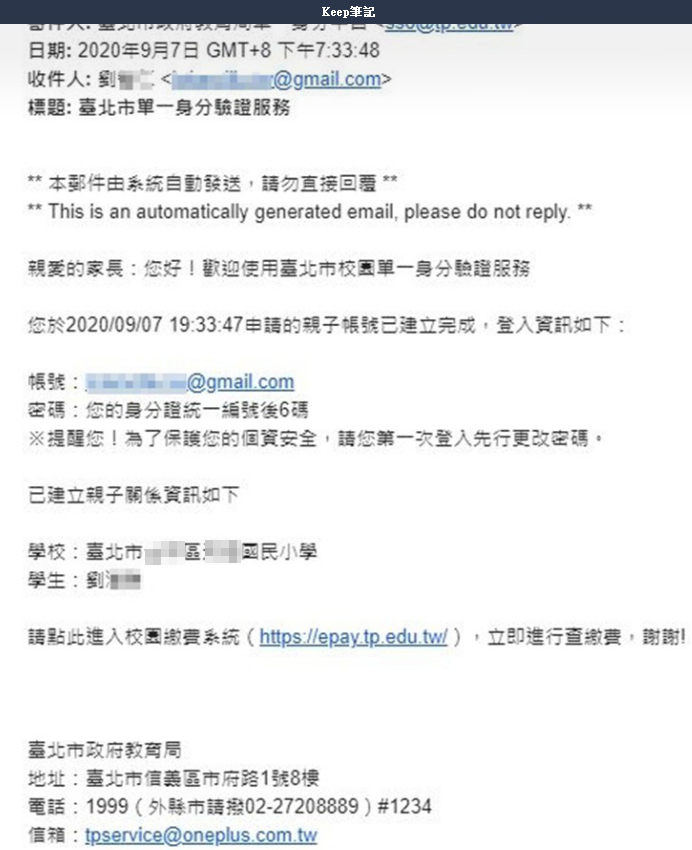 Keep筆記
寄件人: 臺北市政府教育局單一身分平台 <sso@tp.edu.tw>
日期: 2020年9月7日 GMT+8 下午7:33:48
收件人: 劉 < @gmail.com>
標題: 臺北市單一身分驗證服務
** 本郵件由系統自動發送，請勿直接回覆 **
** This is an automatically generated email, please do not reply. **
親愛的家長：您好！歡迎使用臺北市校園單一身分驗證服務
您於2020/09/07 19:33:47申請的親子帳號已建立完成，登入資訊如下：
帳號： @gmail.com
密碼：您的身分證統一編號後6碼
※提醒您！為了保護您的個資安全，請您第一次登入先行更改密碼。
已建立親子關係資訊如下
學校：臺北市 區 國民小學
學生：劉
請點此進入校園繳費系統（https://epay.tp.edu.tw/），立即進行查繳費，謝謝!
臺北市政府教育局
地址：臺北市信義區市府路1號8樓
電話：1999（外縣市請撥02-27208889）#1234
信箱：tpservice@oneplus.com.tw